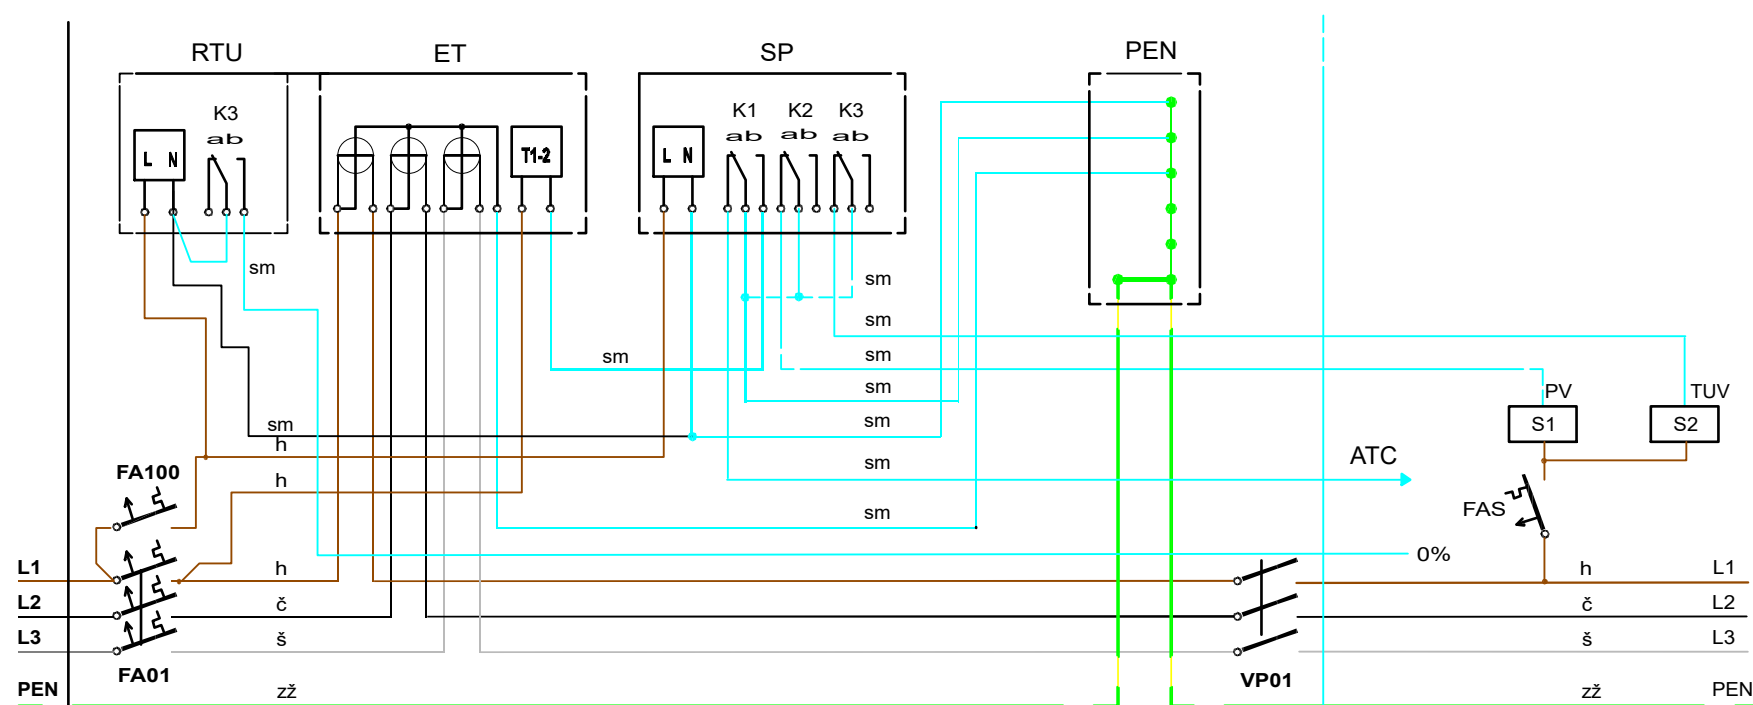 RTU
ET
SP
PEN
K3
ab
L N
T1-2
L N
K1
ab
K2
ab
K3
ab
sm
sm
sm
sm
sm
sm
sm
sm
sm
sm
h
h
h
č
š
zž
FA100
FA01
L1
L2
L3
PEN
ATC
0%
VP01
PV
S1
TUV
S2
FAS
h
č
š
zž
L1
L2
L3
PEN